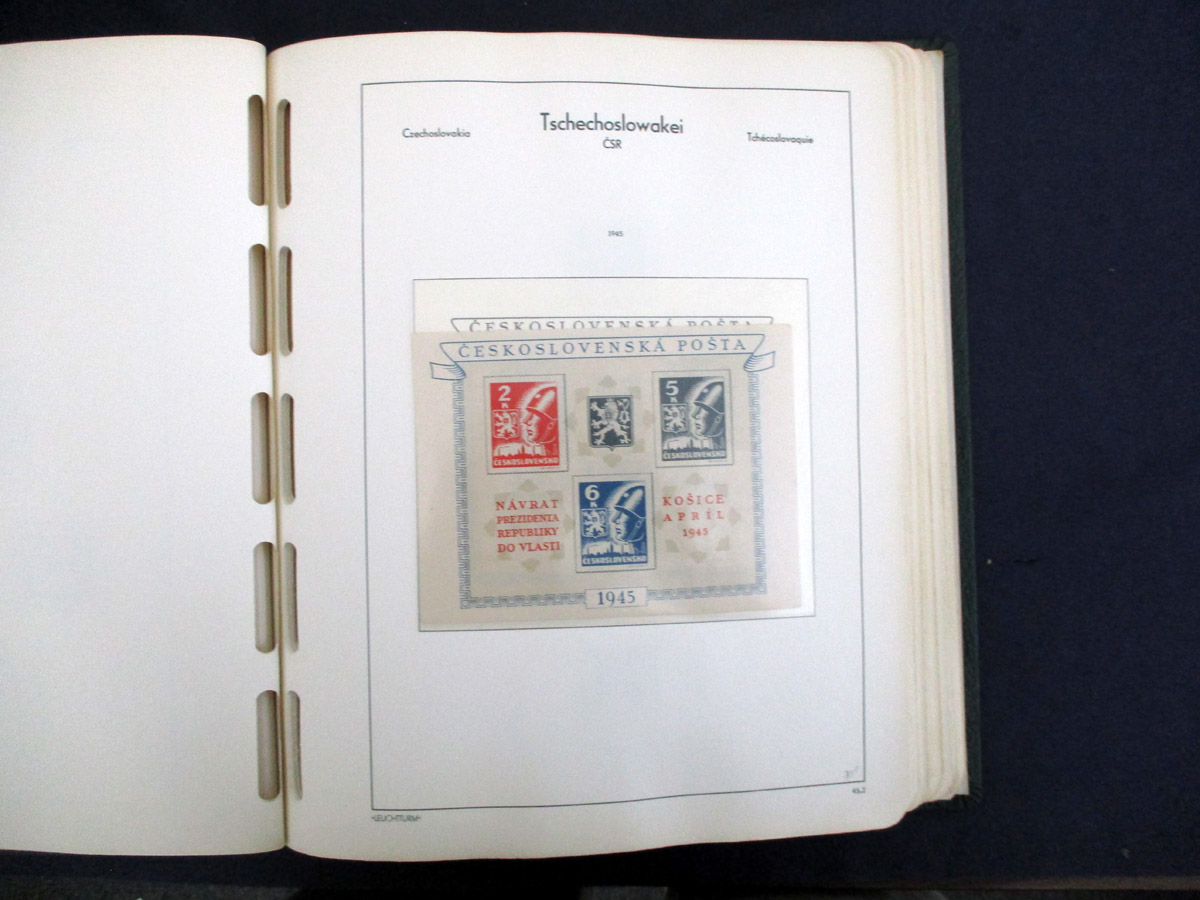 Tschechoslowakei
Czechoslovakia
Tchécoslovaquie
ČSR
1945
ČESKOSLOVENSKÁ POŠTA
ČESKOSLOVENSKÁ POŠTA
2
K
ČESKOSLOVENSKO
5
K
ČESKOSLOVENSKO
NÁVRAT
PREZIDENTA
REPUBLIKY
DO VLASTI
6
K
ČESKOSLOVENSKO
KOŠICE
APRÍL
1945
1945
•LEUCHTTURM•